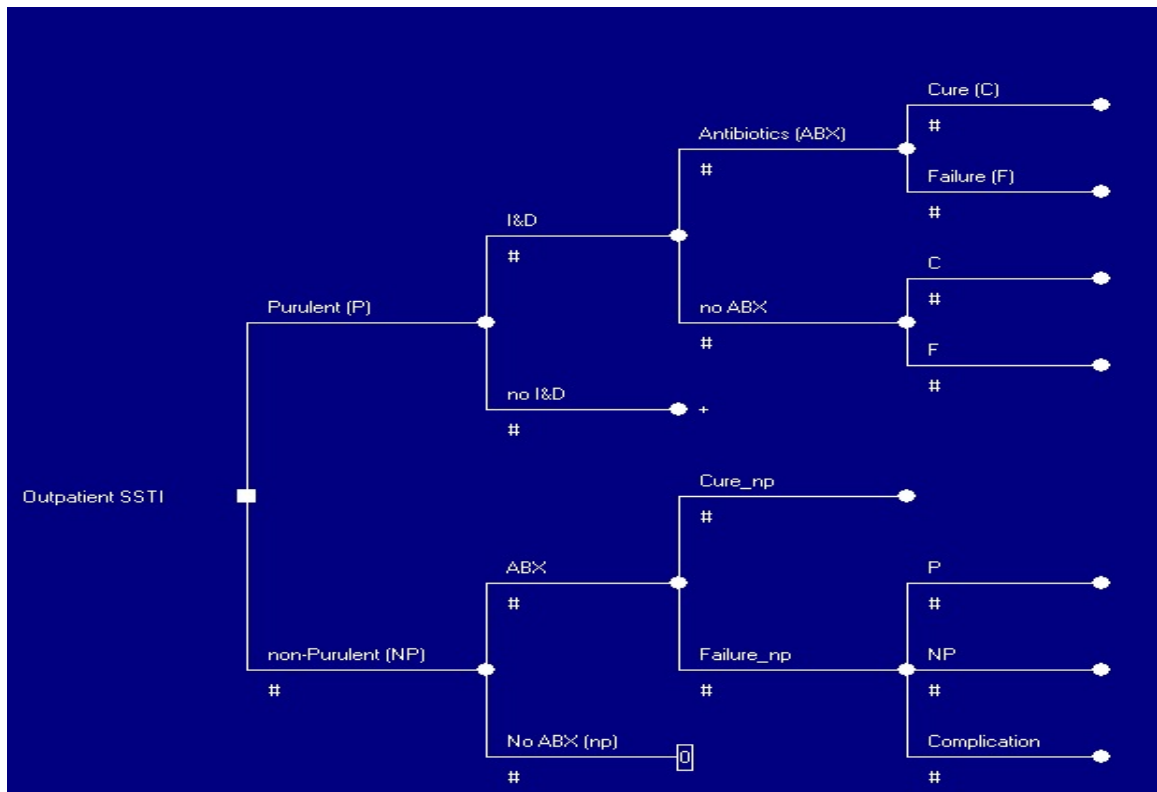 Cure (C)
#
Antibiotics (ABX)
#
Failure (F)
#
I&D
#
C
#
Purulent (P)
no ABX
#
F
#
no I&D
+
#
Outpatient SSTI
Cure_np
#
ABX
#
P
#
non-Purulent (NP)
#
Failure_np
#
NP
#
No ABX (np)
0
#
Complication
#